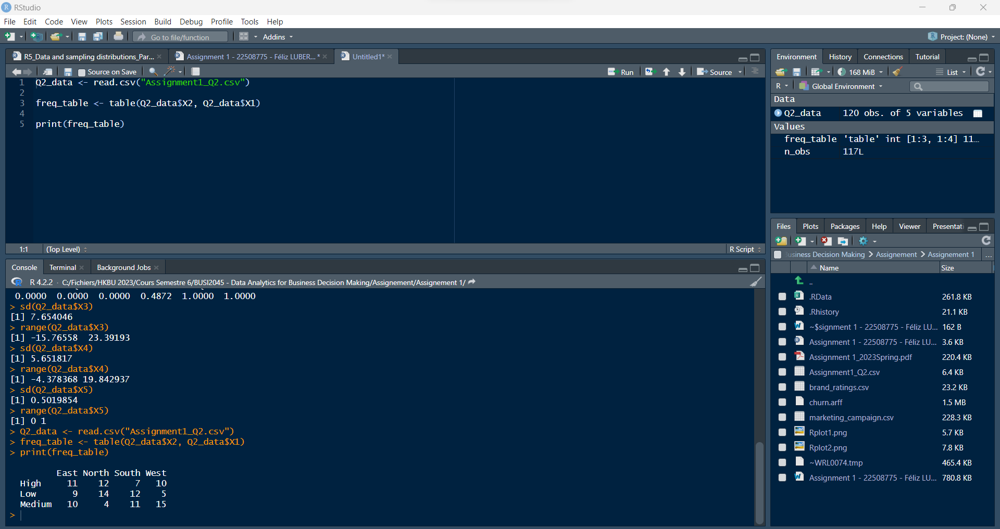 RStudio
File Edit Code View Plots Session Build Debug Profile Tools Help
Go to file/function Addins Project: (None)
R5_Data and sampling distributions_Par... Assignment 1 - 22508775 - Féliz LUBER...* Untitled1*
Source on Save Run Source
1 Q2_data <- read.csv("Assignment1_Q2.csv")
2
3 freq_table <- table(Q2_data$X2, Q2_data$X1)
4
5 print(freq_table)
1:1 (Top Level) R Script
Console Terminal Background Jobs
R 4.2.2 · C:/Fichiers/HKBU 2023/Cours Semestre 6/BUSI2045 - Data Analytics for Business Decision Making/Assignement/Assignement 1/
0.0000 0.0000 0.0000 0.4872 1.0000 1.0000
> sd(Q2_data$X3)
[1] 7.654046
> range(Q2_data$X3)
[1] -15.76558 23.39193
> sd(Q2_data$X4)
[1] 5.651817
> range(Q2_data$X4)
[1] -4.378368 19.842937
> sd(Q2_data$X5)
[1] 0.5019854
> range(Q2_data$X5)
[1] 0 1
> Q2_data <- read.csv("Assignment1_Q2.csv")
> freq_table <- table(Q2_data$X2, Q2_data$X1)
> print(freq_table)
East North South West
High 11 12 7 10
Low 9 14 12 5
Medium 10 4 11 15
>
Environment History Connections Tutorial
168 MiB List
R Global Environment
Data
Q2_data 120 obs. of 5 variables
Values
freq_table 'table' int [1:3, 1:4] 11…
n_obs 117L
Files Plots Packages Help Viewer Presentati
usiness Decision Making > Assignement > Assignement 1 ...
Name Size
..
.RData 261.8 KB
.Rhistory 21.1 KB
~$signment 1 - 22508775 - Féliz LU... 162 B
Assignment 1 - 22508775 - Féliz LU... 3.6 KB
Assignment 1_2023Spring.pdf 220.4 KB
Assignment1_Q2.csv 6.4 KB
brand_ratings.csv 23.2 KB
churn.arff 1.5 MB
marketing_campaign.csv 228.3 KB
Rplot1.png 5.7 KB
Rplot2.png 7.8 KB
~WRL0074.tmp 465.4 KB
Assignment 1 - 22508775 - Féliz LU... 780.8 KB